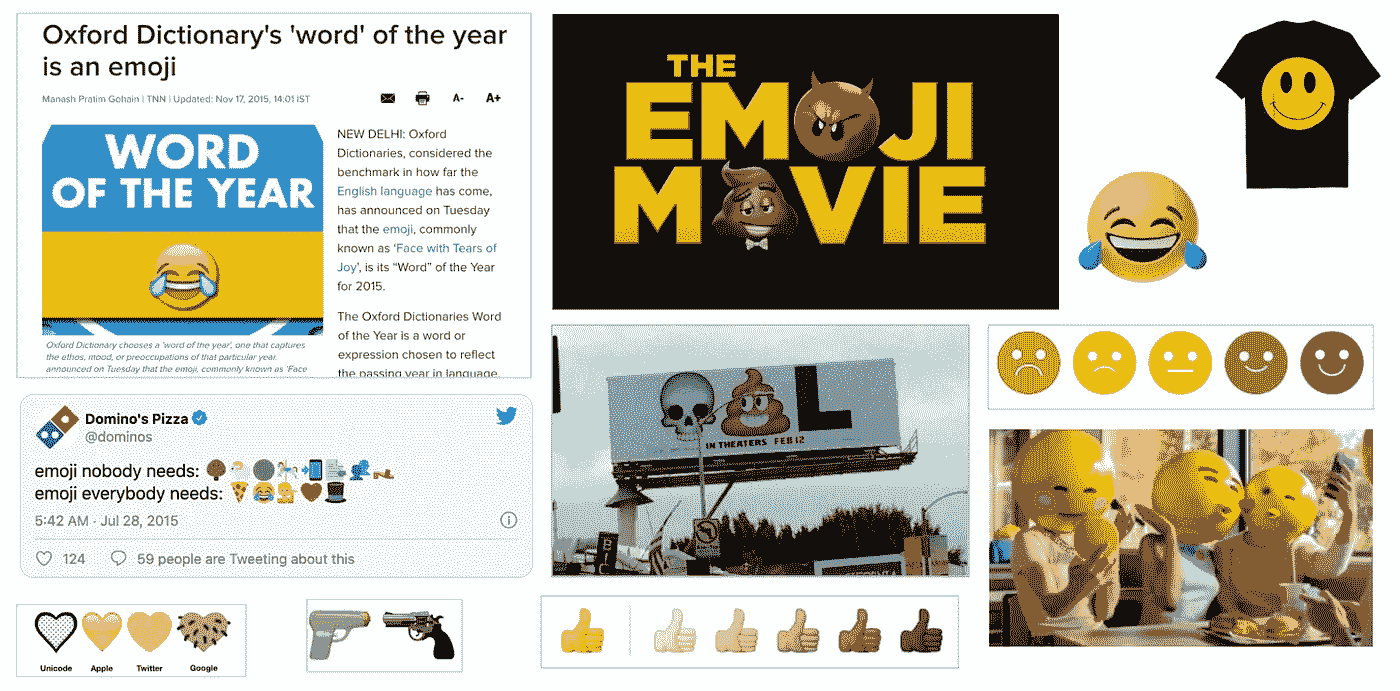 Oxford Dictionary's 'word' of the year
is an emoji
Manash Pratim Gohain | TNN | Updated: Nov 17, 2015, 14:01 IST
A- A+
WORD
OF THE YEAR
Oxford Dictionary chooses a 'word of the year', one that captures
the ethos, mood, or preoccupations of that particular year.
announced on Tuesday that the emoji, commonly known as 'Face
NEW DELHI: Oxford
Dictionaries, considered the
benchmark in how far the
English language has come,
has announced on Tuesday
that the emoji, commonly
known as 'Face with Tears of
Joy', is its "Word" of the Year
for 2015.
The Oxford Dictionaries Word
of the Year is a word or
expression chosen to reflect
the passing year in language.
THE
EMOJI
MOVIE
Domino's Pizza
@dominos
emoji nobody needs:
emoji everybody needs:
5:42 AM · Jul 28, 2015
124
59 people are Tweeting about this
L
IN THEATERS FEB 12
Unicode
Apple
Twitter
Google